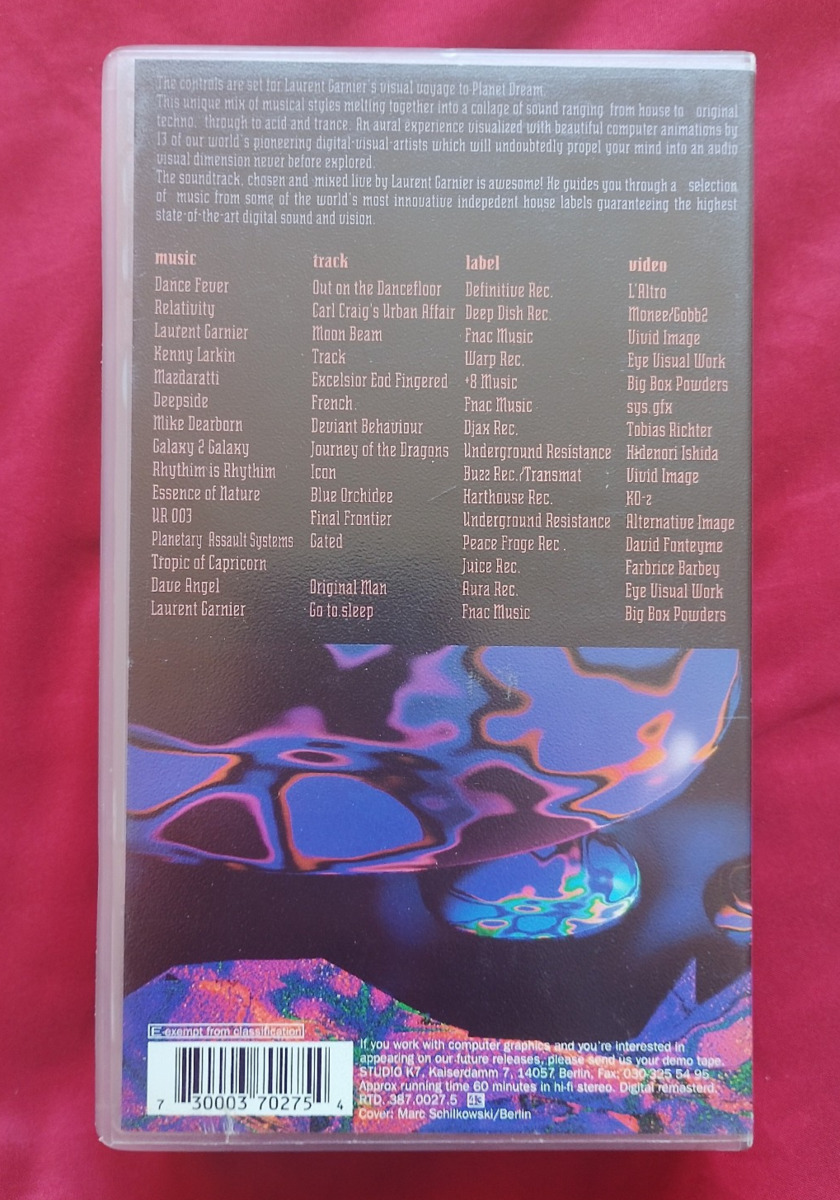 The controls are set for Laurent Garnier's visual voyage to Planet Dream.
This unique mix of musical styles melting together into a collage of sound ranging from house to original
techno, through to acid and trance. An aural experience visualized with beautiful computer animations by
13 of our world's pioneering digital-visual-artists which will undoubtedly propel your mind into an audio
visual dimension never before explored.
The soundtrack, chosen and mixed live by Laurent Garnier is awesome! He guides you through a selection
of music from some of the world's most innovative indepedent house labels guaranteeing the highest
state-of-the-art digital sound and vision.
music track label video
Dance Fever Out on the Dancefloor Definitive Rec. L'Altro
Relativity Carl Craig's Urban Affair Deep Dish Rec. Monee/Gobb2
Laurent Garnier Moon Beam Fnac Music Vivid Image
Kenny Larkin Track Warp Rec. Eye Visual Work
Mazdaratti Excelsior Eod Fingered +8 Music Big Box Powders
Deepside French. Fnac Music sys.gfx
Mike Dearborn Deviant Behaviour Djax Rec. Tobias Richter
Galaxy 2 Galaxy Journey of the Dragons Underground Resistance Hidenori Ishida
Rhythim is Rhythim Icon Buzz Rec./Transmat Vivid Image
Essence of Nature Blue Orchidee Harthouse Rec. KO-2
UR 003 Final Frontier Underground Resistance Alternative Image
Planetary Assault Systems Gated Peace Froge Rec. David Fonteyme
Tropic of Capricorn Juice Rec. Farbrice Barbey
Dave Angel Original Man Aura Rec. Eye Visual Work
Laurent Garnier Go to sleep Fnac Music Big Box Powders
E exempt from classification
If you work with computer graphics and you're interested in
appearing on our future releases, please send us your demo tape.
STUDIO K7, Kaiserdamm 7, 14057 Berlin, Fax: 030-325 54 95
Approx running time 60 minutes in hi-fi stereo. Digital remasterd.
RTD. 387.0027.5
Cover: Marc Schilkowski/Berlin
7 30003 70275 4